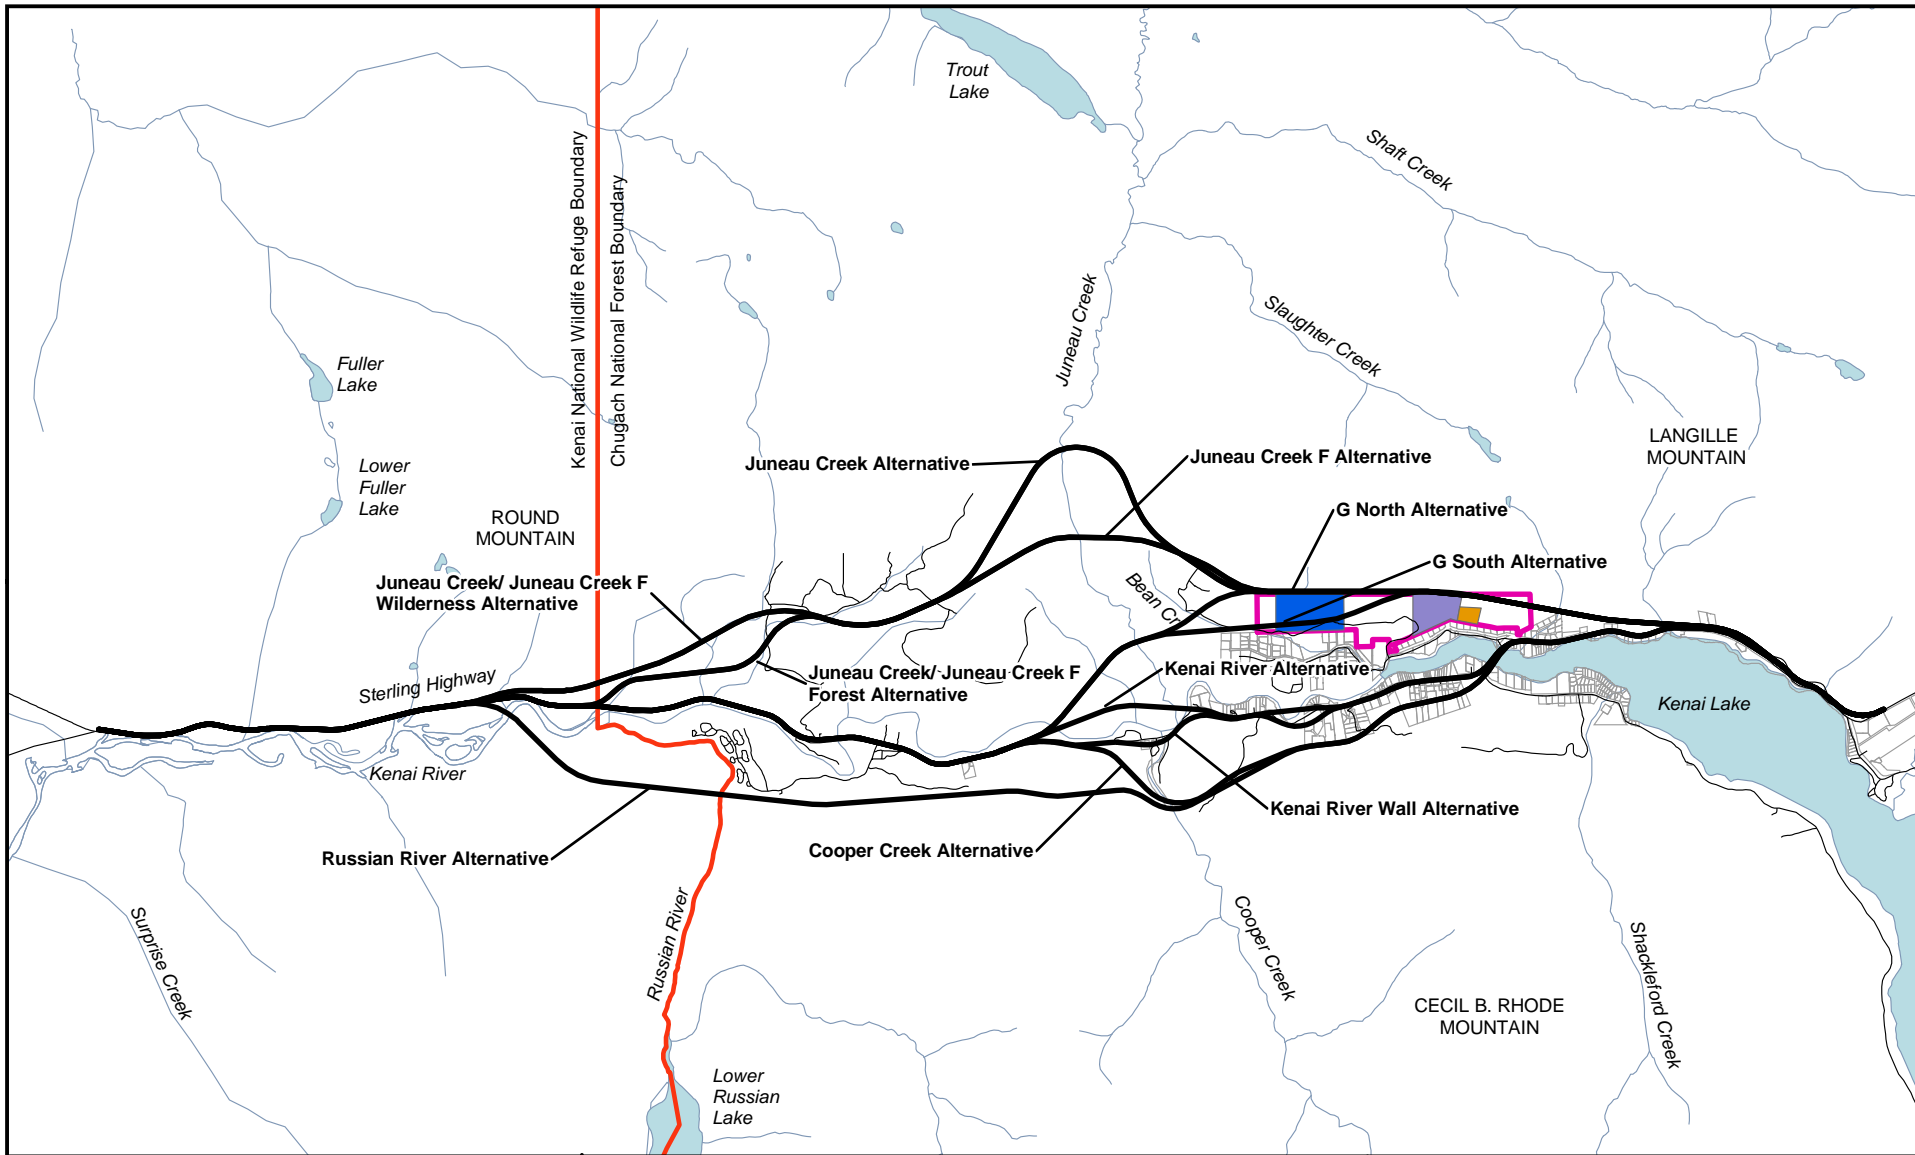 Trout
Lake
Shaft Creek
Kenai National Wildlife Refuge Boundary
Chugach National Forest Boundary
Juneau Creek
Slaughter Creek
Fuller
Lake
Lower
Fuller
Lake
LANGILLE
MOUNTAIN
Juneau Creek Alternative
Juneau Creek F Alternative
G North Alternative
ROUND
MOUNTAIN
G South Alternative
Juneau Creek/ Juneau Creek F
Wilderness Alternative
Bean Cr
Sterling Highway
Juneau Creek/ Juneau Creek F
Forest Alternative
Kenai River Alternative
Kenai Lake
Kenai River
Kenai River Wall Alternative
Russian River Alternative
Cooper Creek Alternative
Surprise Creek
Russian River
Cooper Creek
Shackleford Creek
CECIL B. RHODE
MOUNTAIN
Lower
Russian
Lake